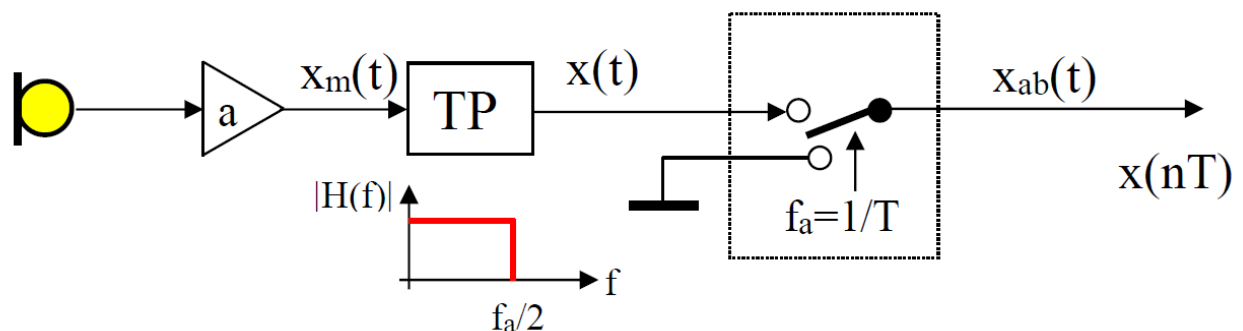 a
xm(t)
TP
x(t)
xab(t)
x(nT)
fa=1/T
|H(f)|
f
fa/2